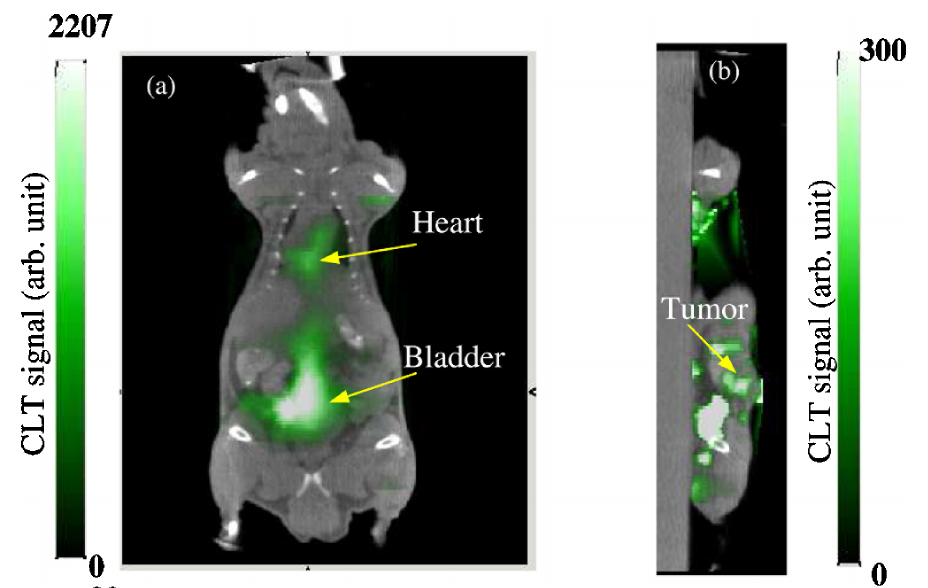 2207
(a)
Heart
Bladder
CLT signal (arb. unit)
0
(b)
Tumor
300
CLT signal (arb. unit)
0